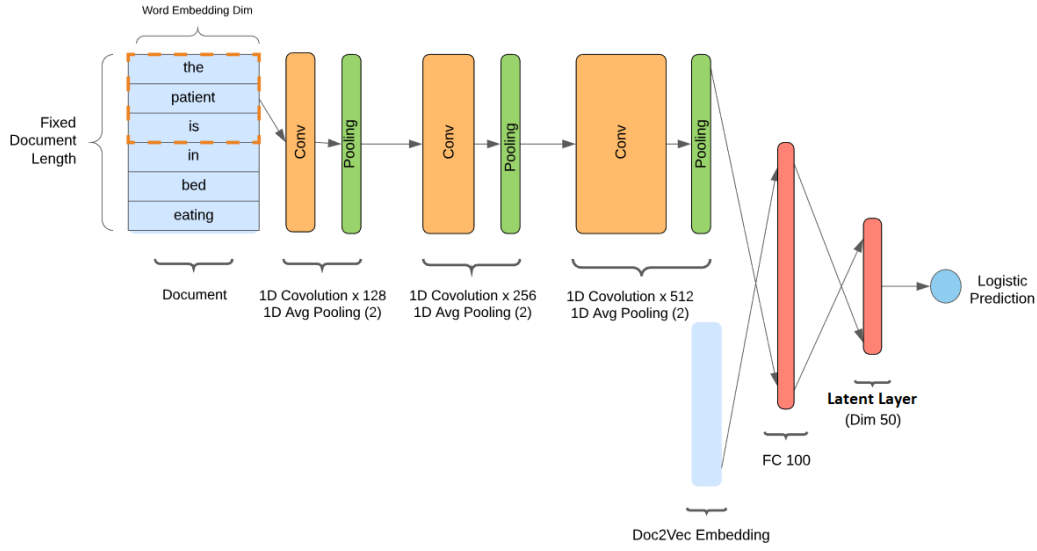 Word Embedding Dim
Fixed
Document
Length
the
patient
is
in
bed
eating
Conv
Pooling
Conv
Pooling
Conv
Pooling
Document
1D Covolution x 128
1D Avg Pooling (2)
1D Covolution x 256
1D Avg Pooling (2)
1D Covolution x 512
1D Avg Pooling (2)
Logistic
Prediction
Latent Layer
(Dim 50)
FC 100
Doc2Vec Embedding